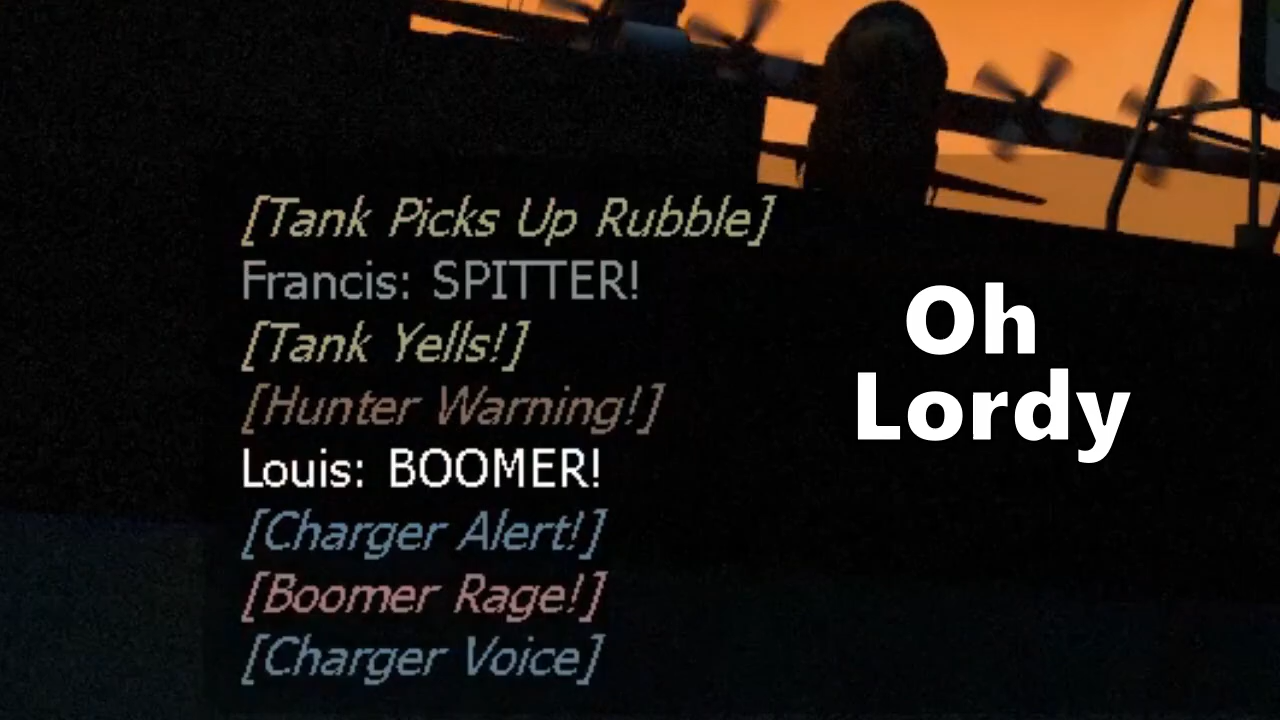 [Tank Picks Up Rubble]
Francis: SPITTER!
[Tank Yells!]
[Hunter Warning!]
Louis: BOOMER!
[Charger Alert!]
[Boomer Rage!]
[Charger Voice]
Oh
Lordy